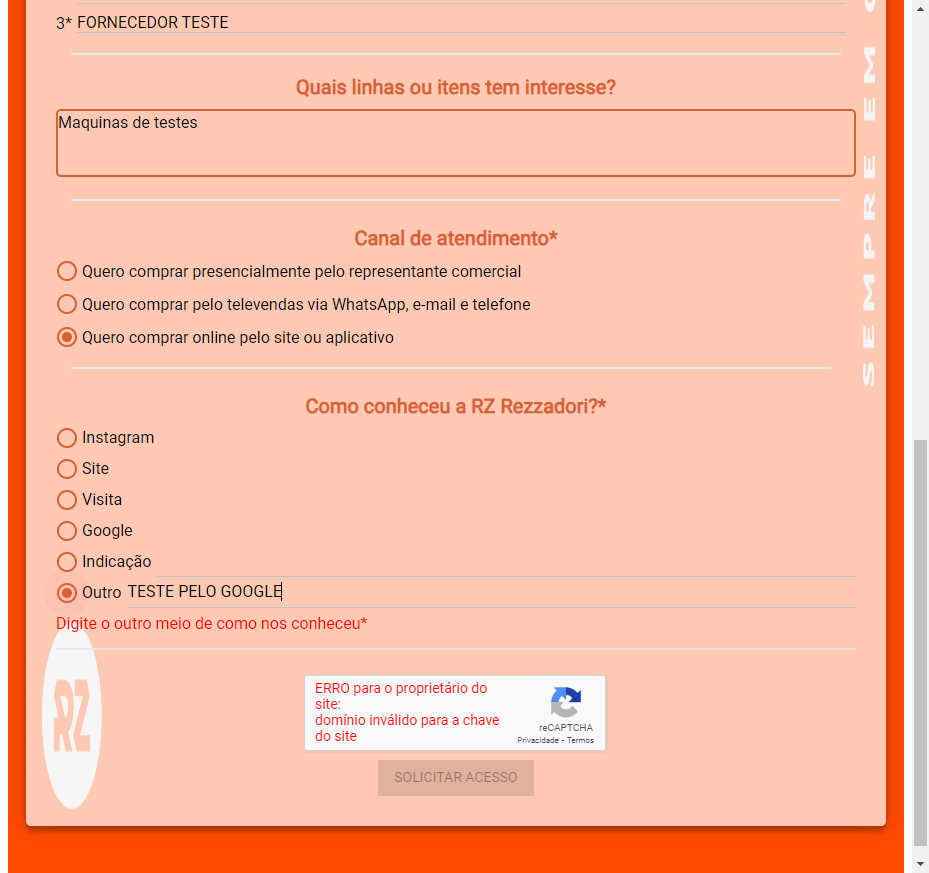 3* FORNECEDOR TESTE
Quais linhas ou itens tem interesse?
Maquinas de testes
Canal de atendimento*
Quero comprar presencialmente pelo representante comercial
Quero comprar pelo televendas via WhatsApp, e-mail e telefone
Quero comprar online pelo site ou aplicativo
Como conheceu a RZ Rezzadori?*
Instagram
Site
Visita
Google
Indicação
Outro TESTE PELO GOOGLE
Digite o outro meio de como nos conheceu*
ERRO para o proprietário do
site:
domínio inválido para a chave
do site
reCAPTCHA
Privacidade - Termos
SOLICITAR ACESSO
RZ
SEMPRE EM